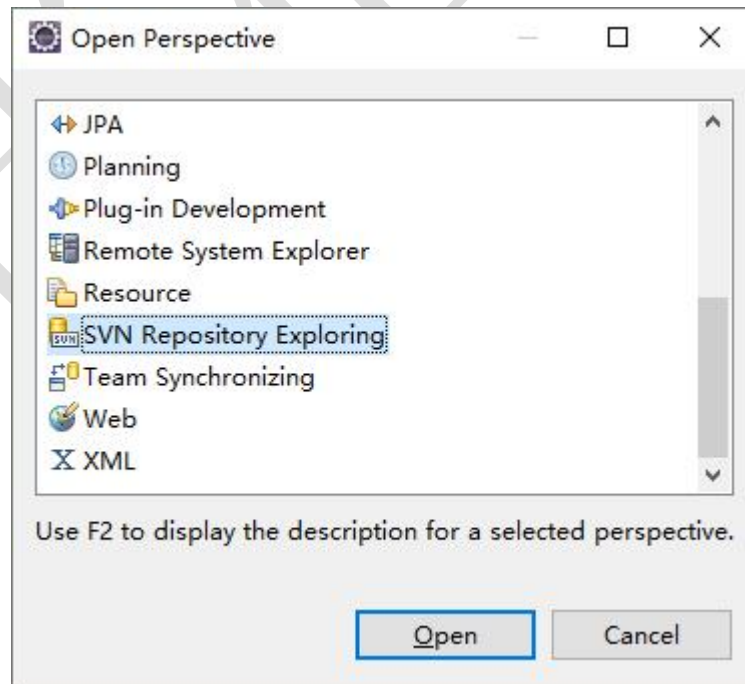 Open Perspective
JPA
Planning
Plug-in Development
Remote System Explorer
Resource
SVN Repository Exploring
Team Synchronizing
Web
XML
Use F2 to display the description for a selected perspective.
Open
Cancel